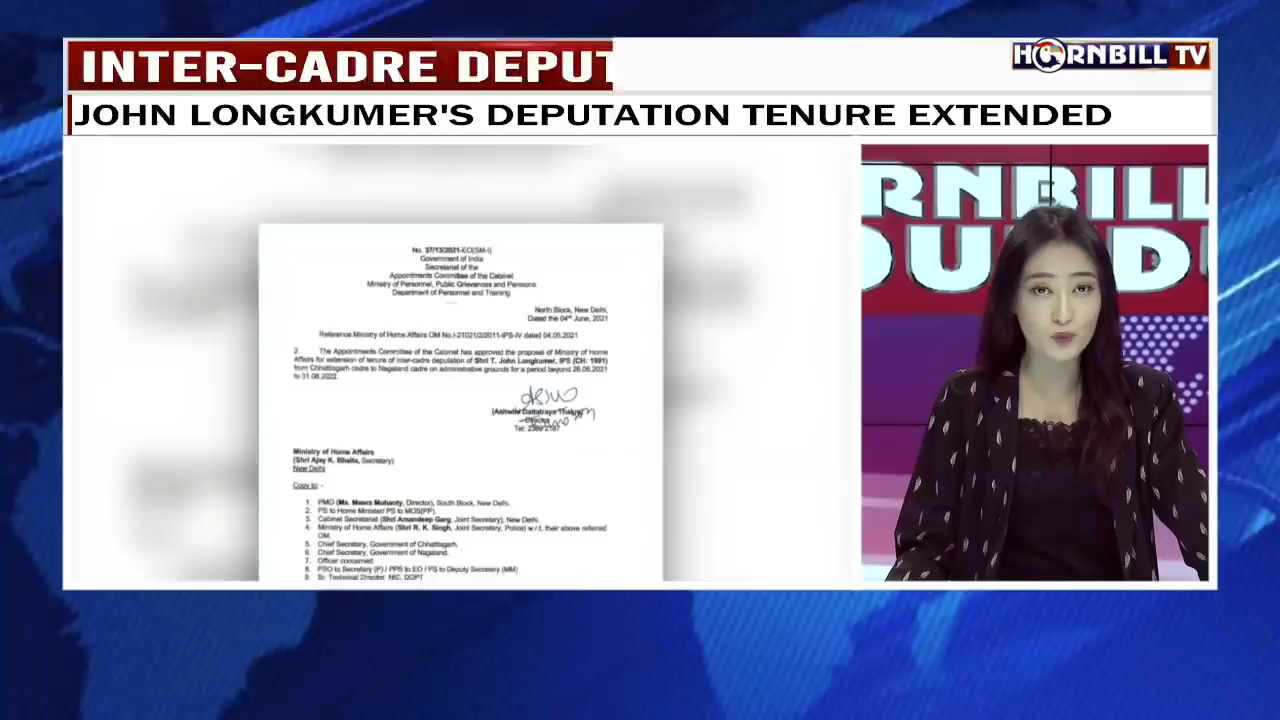 INTER-CADRE DEPUT
HORNBILL TV
JOHN LONGKUMER'S DEPUTATION TENURE EXTENDED
RNBILL
OUND
No. 37/13/2021-EO(SM-I)
Government of India
Secretariat of the
Appointments Committee of the Cabinet
Ministry of Personnel, Public Grievances and Pensions
Department of Personnel and Training
North Block, New Delhi,
Dated the 04th June, 2021
Reference Ministry of Home Affairs OM No.I-21021/2/2011-IPS-IV dated 04.05.2021
2. The Appointments Committee of the Cabinet has approved the proposal of Ministry of Home
Affairs for extension of tenure of inter-cadre deputation of Shri T. John Longkumer, IPS (CH: 1991)
from Chhattisgarh cadre to Nagaland cadre on administrative grounds for a period beyond 26.06.2021
to 31.08.2022.
(Ashwini Dattatraya Thakre)
Director
Ministry of Home Affairs
(Shri Ajay K. Bhalla, Secretary)
New Delhi
Copy to: -
1. PMO (Ms. Meera Mohanty, Director), South Block, New Delhi.
2. PS to Home Minister/ PS to MOS(PP).
3. Cabinet Secretariat (Shri Amandeep Garg, Joint Secretary), New Delhi.
4. Ministry of Home Affairs (Shri R. K. Singh, Joint Secretary, Police) w.r.t. their above referred
OM.
5. Chief Secretary, Government of Chhattisgarh.
6. Chief Secretary, Government of Nagaland.
7. Officer concerned.
8. PSO to Secretary (P) / PPS to EO / PS to Deputy Secretary (MM)
9. Sr. Technical Director, NIC, DOPT